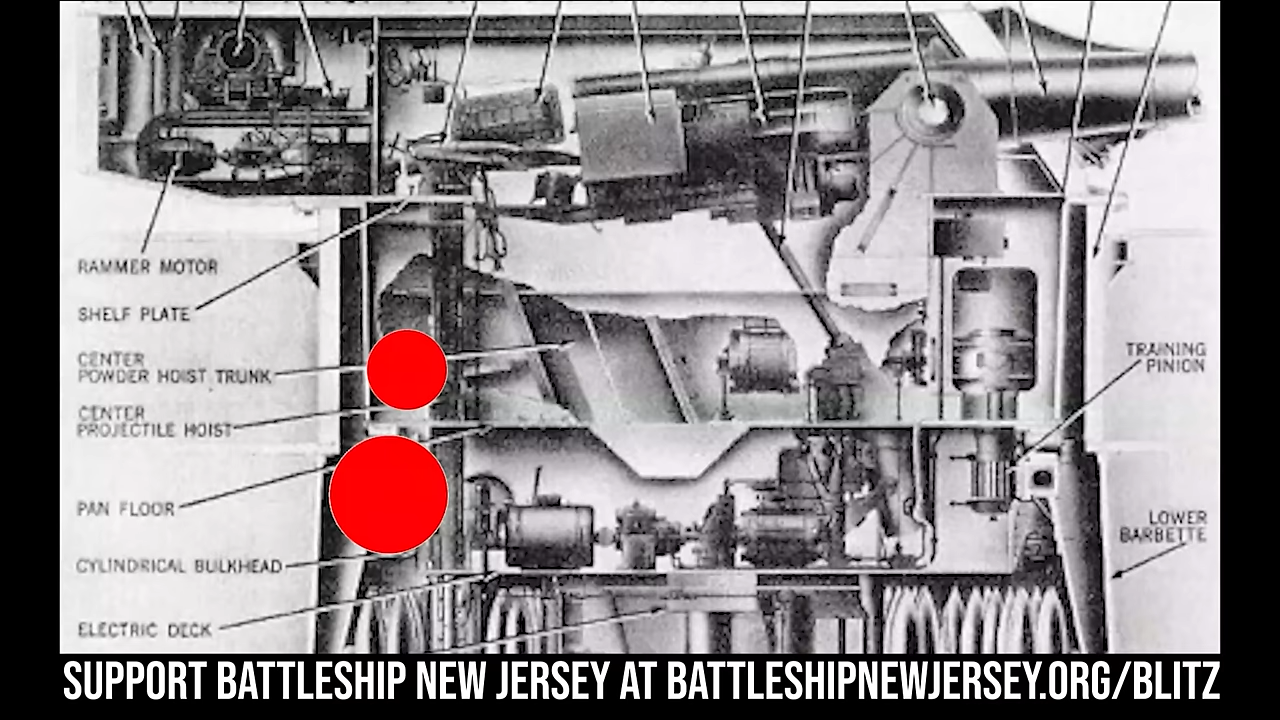 RAMMER MOTOR
SHELF PLATE
CENTER
POWDER HOIST TRUNK
CENTER
PROJECTILE HOIST
PAN FLOOR
CYLINDRICAL BULKHEAD
ELECTRIC DECK
TRAINING
PINION
LOWER
BARBETTE
SUPPORT BATTLESHIP NEW JERSEY AT BATTLESHIPNEWJERSEY.ORG/BLITZ